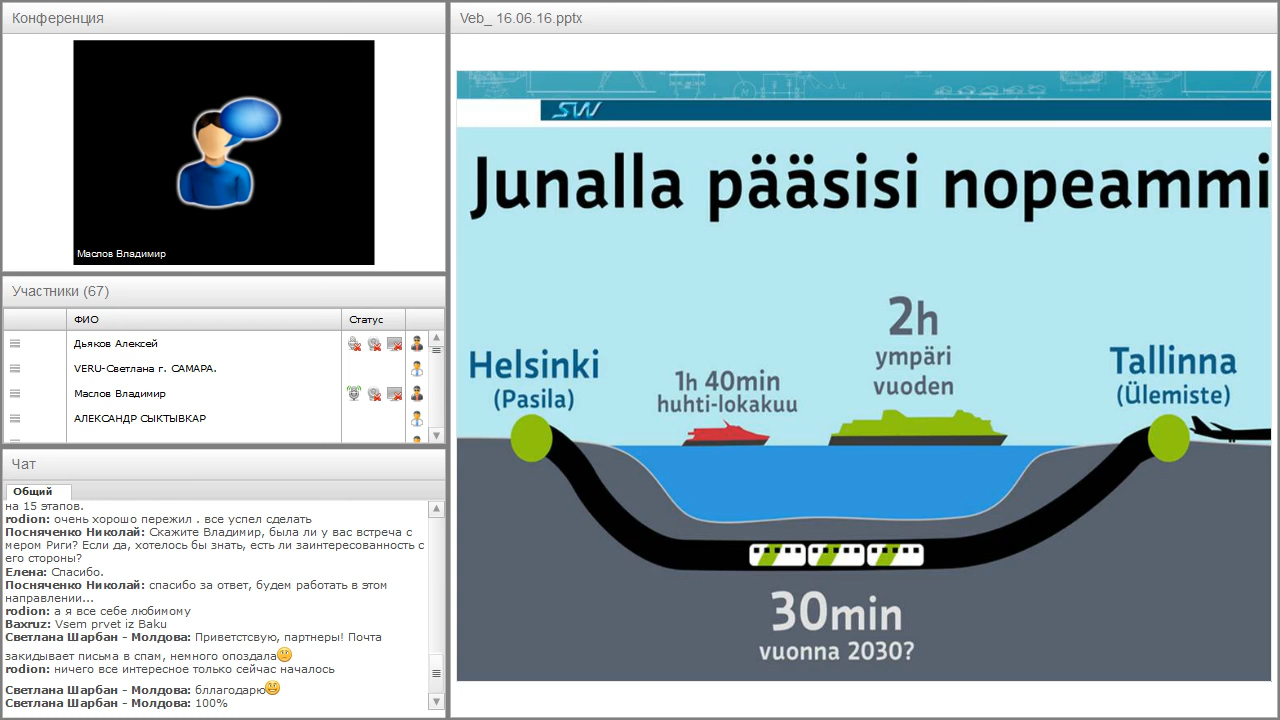 Конференция
Маслов Владимир
Участники (67)
ФИО Статус
Дьяков Алексей
VERU-Светлана г. САМАРА.
Маслов Владимир
АЛЕКСАНДР СЫКТЫВКАР
Чат
Общий
на 15 этапов.
rodion: очень хорошо пережил . все успел сделать
Посняченко Николай: Скажите Владимир, была ли у вас встреча с
мером Риги? Если да, хотелось бы знать, есть ли заинтересованность с
его стороны?
Елена: Спасибо.
Посняченко Николай: спасибо за ответ, будем работать в этом
направлении...
rodion: а я все себе любимому
Baxruz: Vsem prvet iz Baku
Светлана Шарбан - Молдова: Приветстсвую, партнеры! Почта
закидывает письма в спам, немного опоздала
rodion: ничего все интересное только сейчас началось
Светлана Шарбан - Молдова: бллагодарю
Светлана Шарбан - Молдова: 100%
Veb_ 16.06.16.pptx
SW
Junalla pääsisi nopeammi
2h
ympäri
vuoden
Helsinki
(Pasila)
1h 40min
huhti-lokakuu
Tallinna
(Ülemiste)
30min
vuonna 2030?